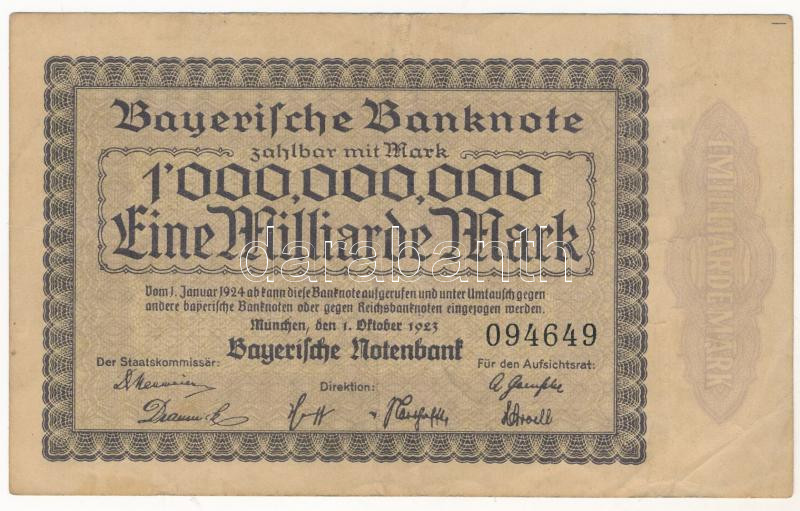 Bayerische Banknote
zahlbar mit Mark
1'000,000,000
Eine Milliarde Mark
darabanth
Vom 1. Januar 1924 ab kann diese Banknote aufgerufen und unter Umtausch gegen
andere bayerische Banknoten oder gegen Reichsbanknoten eingezogen werden.
München, den 1. Oktober 1923
094649
Bayerische Notenbank
Der Staatskommissär:
Für den Aufsichtsrat:
Direktion:
1 MILLIARDE MARK